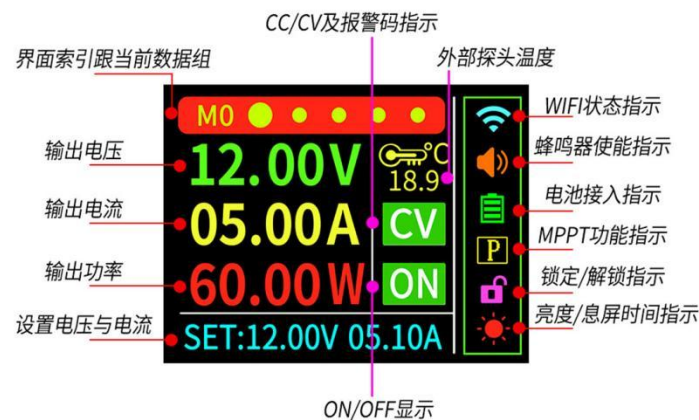 CC/CV及报警码指示
界面索引跟当前数据组
外部探头温度
M0
WIFI状态指示
输出电压
12.00V
°C
18.9
蜂鸣器使能指示
输出电流
05.00A
CV
电池接入指示
P
MPPT功能指示
输出功率
60.00W
ON
锁定/解锁指示
设置电压与电流
SET:12.00V 05.10A
亮度/息屏时间指示
ON/OFF显示